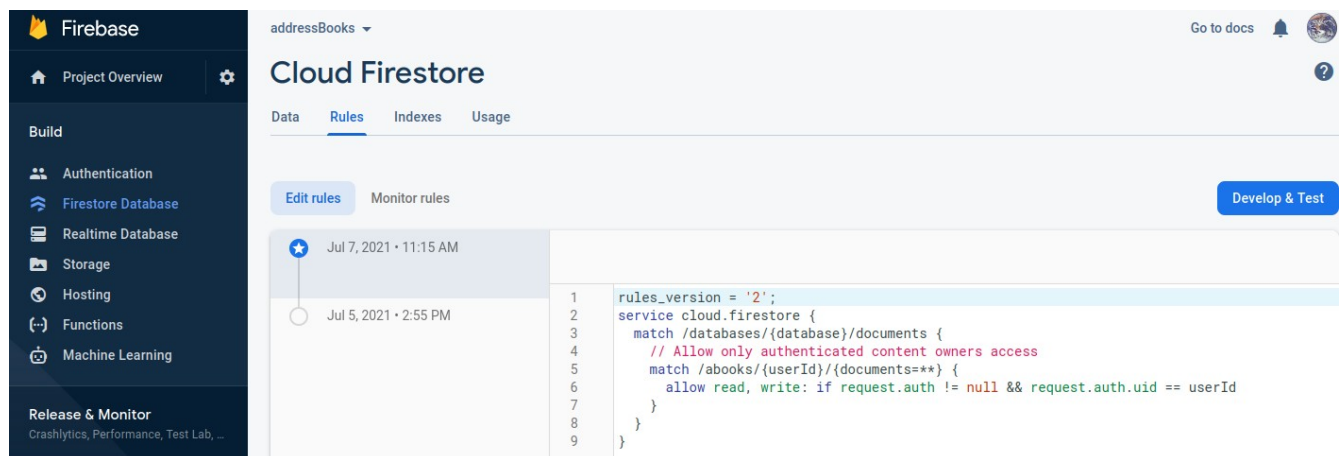 Firebase
Project Overview
Build
Authentication
Firestore Database
Realtime Database
Storage
Hosting
Functions
Machine Learning
Release & Monitor
Crashlytics, Performance, Test Lab, ...
addressBooks
Go to docs
Cloud Firestore
Data Rules Indexes Usage
Edit rules Monitor rules
Develop & Test
Jul 7, 2021 • 11:15 AM
Jul 5, 2021 • 2:55 PM
1 rules_version = '2';
2 service cloud.firestore {
3   match /databases/{database}/documents {
4     // Allow only authenticated content owners access
5     match /abooks/{userId}/{documents=**} {
6       allow read, write: if request.auth != null && request.auth.uid == userId
7     }
8   }
9 }